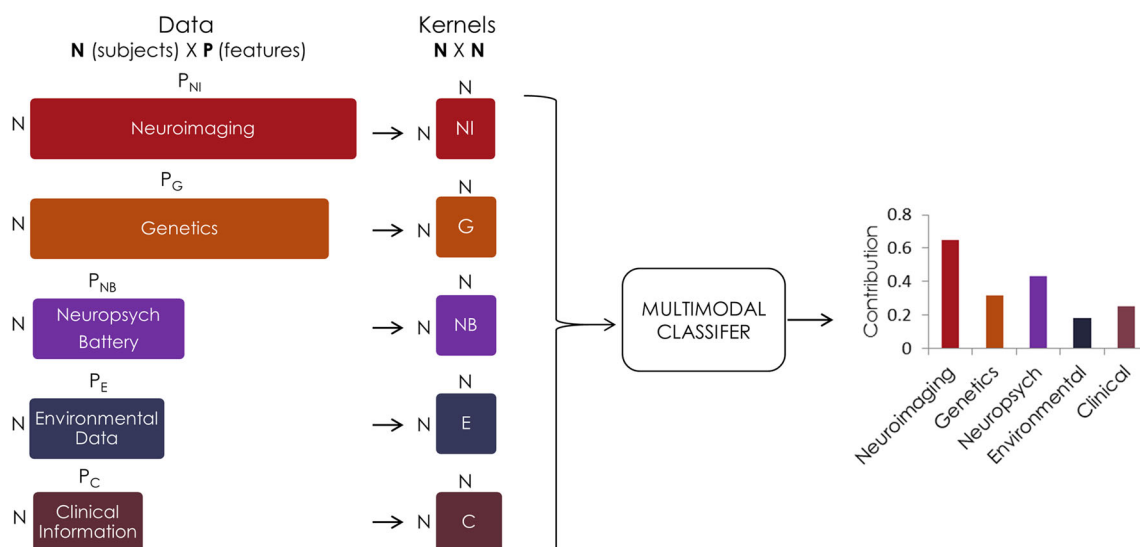 Data
N (subjects) X P (features)
Kernels
N X N
P_NI
N
Neuroimaging
N
N
NI
P_G
N
Genetics
N
N
G
P_NB
N
Neuropsych
Battery
N
N
NB
P_E
N
Environmental
Data
N
N
E
P_C
N
Clinical
Information
N
N
C
MULTIMODAL
CLASSIFER
Contribution
0.8
0.6
0.4
0.2
0
Neuroimaging
Genetics
Neuropsych
Environmental
Clinical